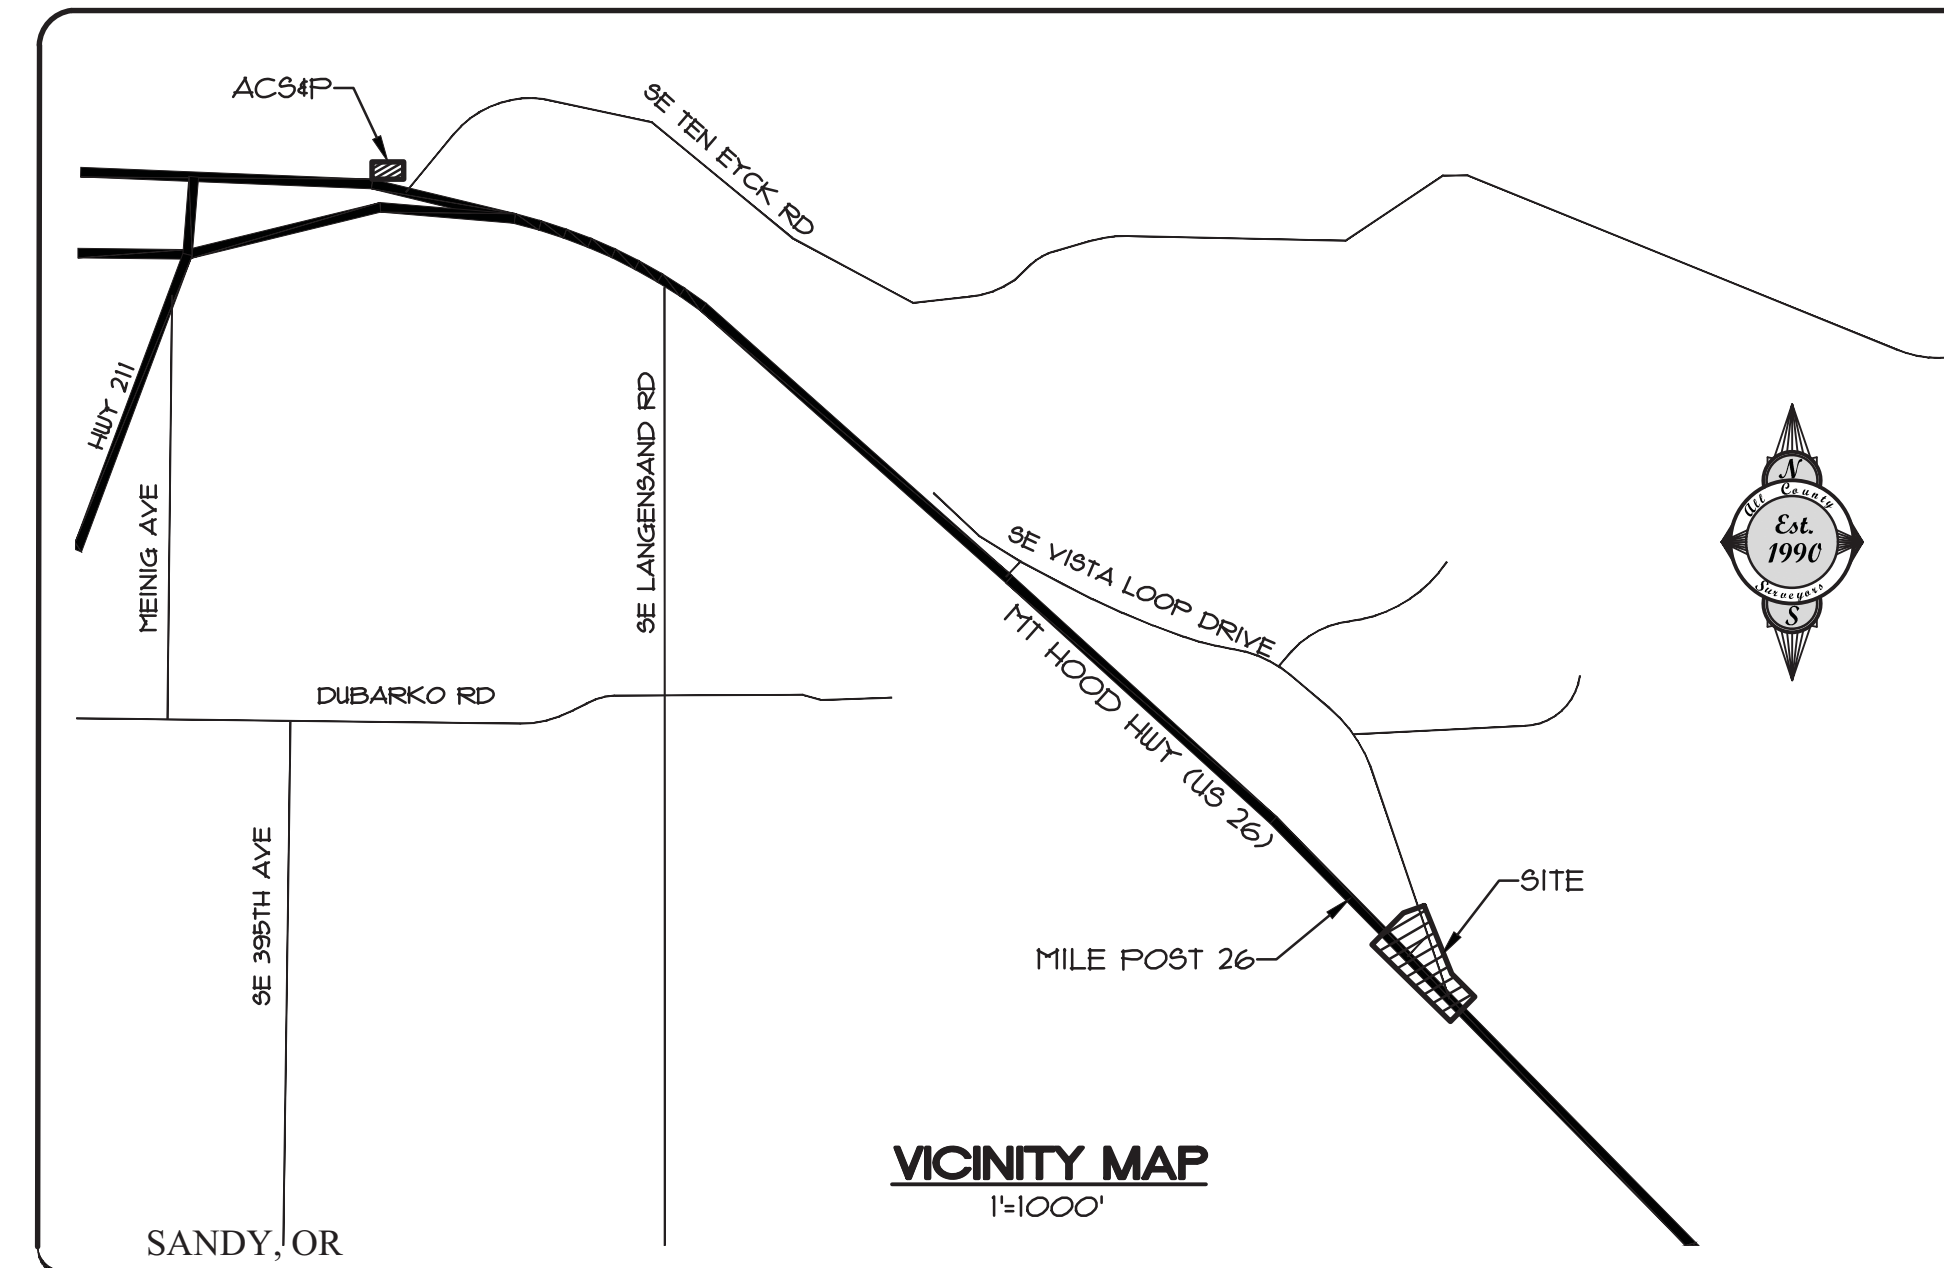 ACS&P
SE TEN EYCK RD
HWY 211
MEINIG AVE
SE LANGENSAND RD
N
All County
Est.
1990
Surveyors
S
SE VISTA LOOP DRIVE
MT HOOD HWY (US 26)
DUBARKO RD
SE 395TH AVE
SITE
MILE POST 26
VICINITY MAP
1'=1000'
SANDY, OR